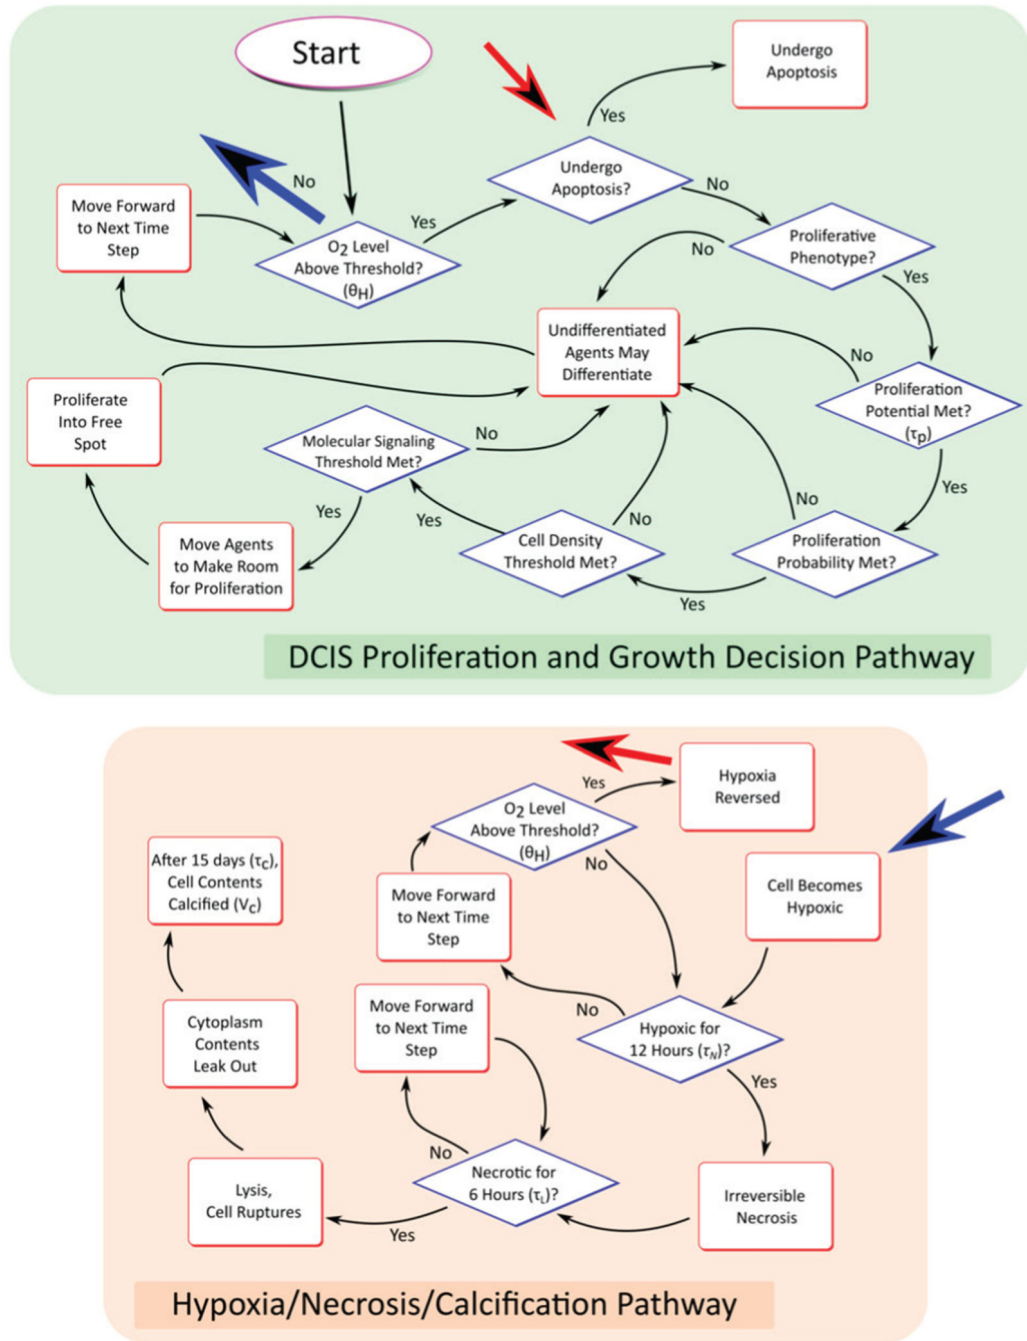 Start
Undergo
Apoptosis
Yes
Undergo
Apoptosis?
No
No
Move Forward
to Next Time
Step
Yes
O2 Level
Above Threshold?
(θH)
Proliferative
Phenotype?
No
Yes
Undifferentiated
Agents May
Differentiate
No
Proliferation
Potential Met?
(τp)
Proliferate
Into Free
Spot
Molecular Signaling
Threshold Met?
No
Yes
Yes
Yes
No
No
Cell Density
Threshold Met?
Proliferation
Probability Met?
Move Agents
to Make Room
for Proliferation
Yes
DCIS Proliferation and Growth Decision Pathway
Hypoxia
Reversed
Yes
O2 Level
Above Threshold?
(θH)
No
After 15 days (τc),
Cell Contents
Calcified (Vc)
Cell Becomes
Hypoxic
Move Forward
to Next Time
Step
No
Move Forward
to Next Time
Step
Cytoplasm
Contents
Leak Out
Hypoxic for
12 Hours (τN)?
Yes
No
Necrotic for
6 Hours (τL)?
Lysis,
Cell Ruptures
Irreversible
Necrosis
Yes
Hypoxia/Necrosis/Calcification Pathway